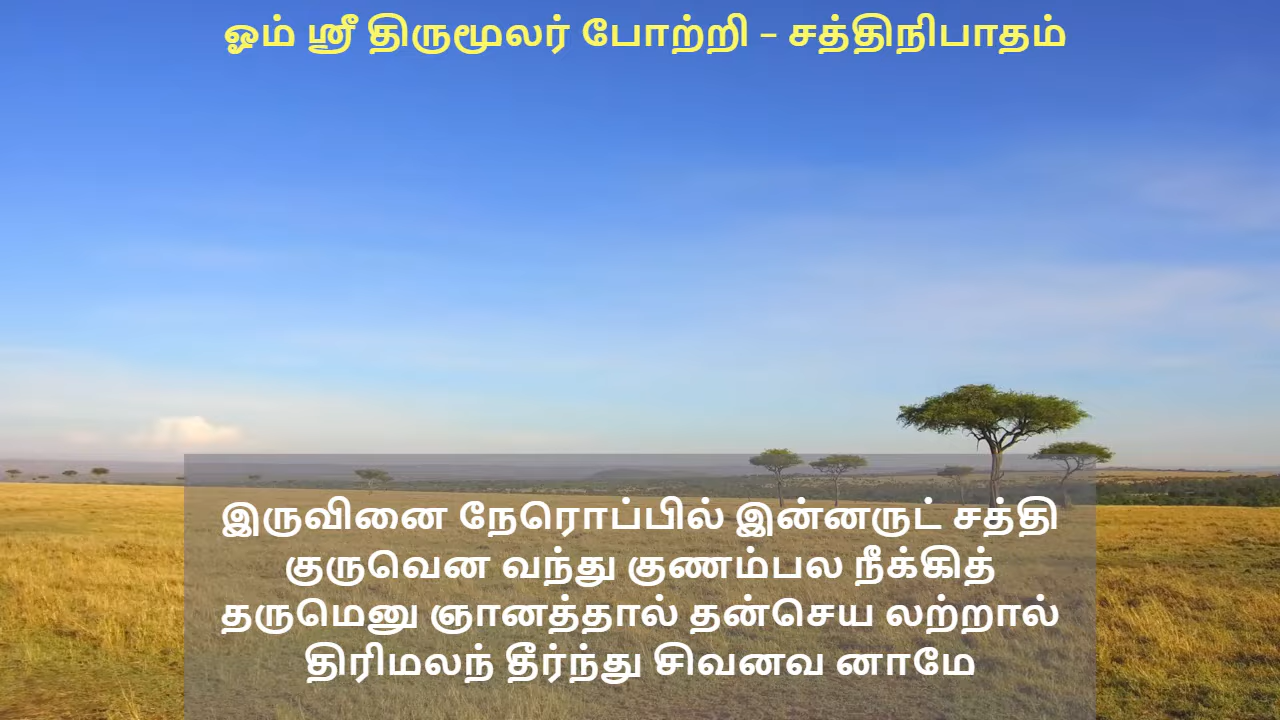 ஓம் ஸ்ரீ திருமூலர் போற்றி – சத்திநிபாதம்
இருவினை நேரொப்பில் இன்னருட் சத்தி
குருவென வந்து குணம்பல நீக்கித்
தருமெனு ஞானத்தால் தன்செய லற்றால்
திரிமலந் தீர்ந்து சிவனவ னாமே